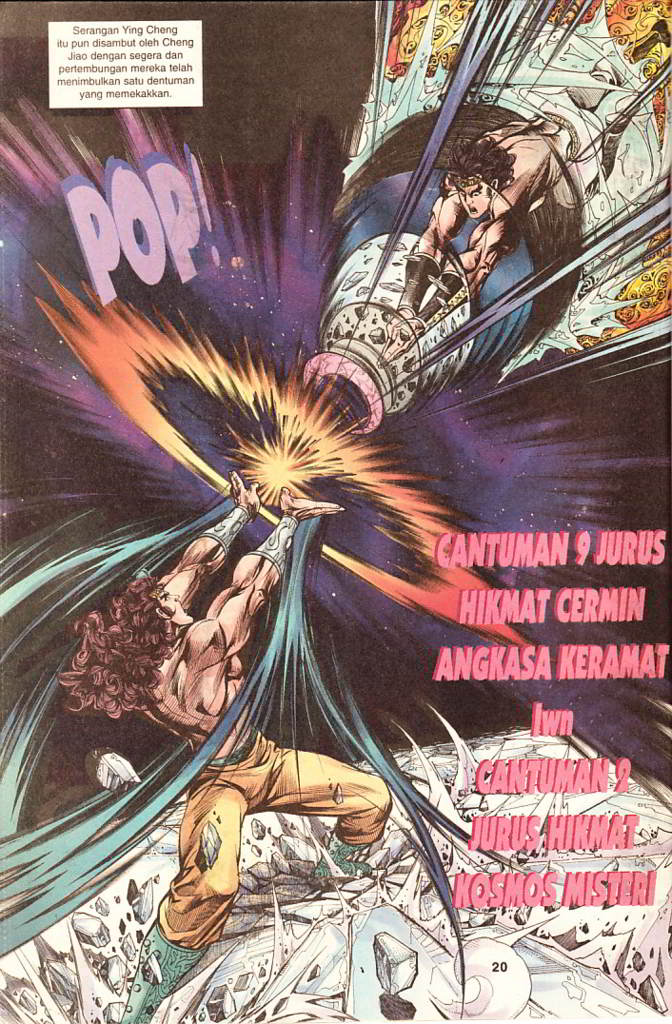 Serangan Ying Cheng
itu pun disambut oleh Cheng
Jiao dengan segera dan
pertembungan mereka telah
menimbulkan satu dentuman
yang memekakkan.
POP!
CANTUMAN 9 JURUS
HIKMAT CERMIN
ANGKASA KERAMAT
lwn
CANTUMAN 9
JURUS HIKMAT
KOSMOS MISTERI
20